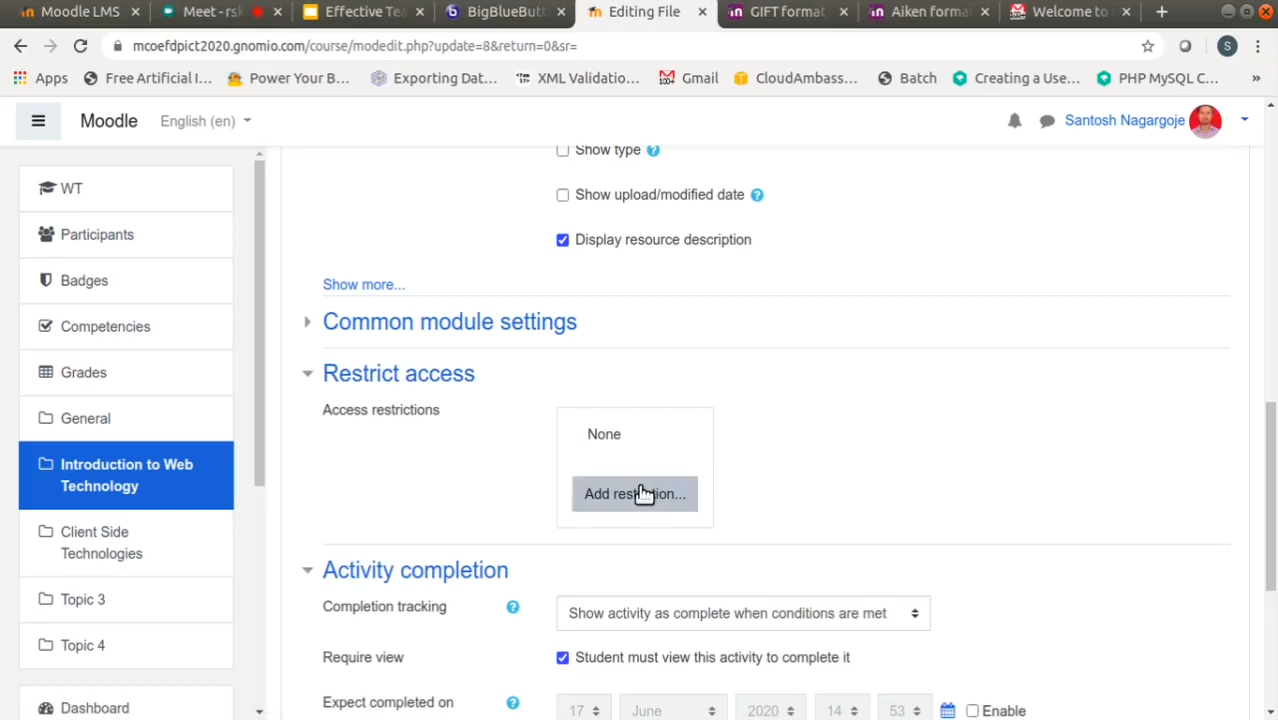 Moodle LMS
Meet - rsk
Effective Tea
BigBlueButt
Editing File
GIFT format
Aiken forma
Welcome to
mcoefdpict2020.gnomio.com/course/modedit.php?update=8&return=0&sr=
S
Apps
Free Artificial I...
Power Your B...
Exporting Dat...
XML Validatio...
Gmail
CloudAmbass...
Batch
Creating a Use...
PHP MySQL C...
»
Moodle
English (en)
Santosh Nagargoje
WT
Participants
Badges
Competencies
Grades
General
Introduction to Web
Technology
Client Side
Technologies
Topic 3
Topic 4
Dashboard
Show type
Show upload/modified date
Display resource description
Show more...
Common module settings
Restrict access
Access restrictions
None
Add restriction...
Activity completion
Completion tracking
Show activity as complete when conditions are met
Require view
Student must view this activity to complete it
Expect completed on
17 June 2020 14 53 Enable